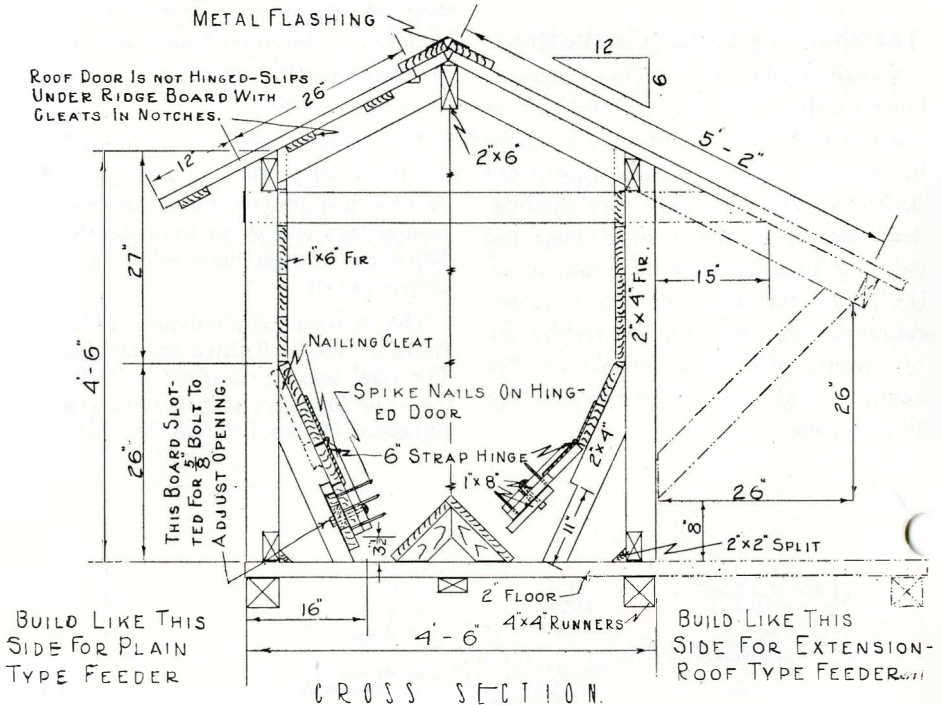 METAL FLASHING
12
6
ROOF DOOR IS NOT HINGED-SLIPS
UNDER RIDGE BOARD WITH
CLEATS IN NOTCHES.
26
12"
2"x6"
5'-2"
27"
1"x6" FIR
2"x4" FIR
15"
4'-6"
NAILING CLEAT
SPIKE NAILS ON HING-
ED DOOR
6" STRAP HINGE
2"x4"
1"x8"
26"
26"
26"
THIS BOARD SLOT-
TED FOR 5/8" BOLT TO
ADJUST OPENING.
11"
8"
3 1/2"
2"x2" SPLIT
2" FLOOR
16"
4"x4" RUNNERS
4'-6"
BUILD LIKE THIS
SIDE FOR PLAIN
TYPE FEEDER
BUILD LIKE THIS
SIDE FOR EXTENSION-
ROOF TYPE FEEDER
CROSS SECTION.